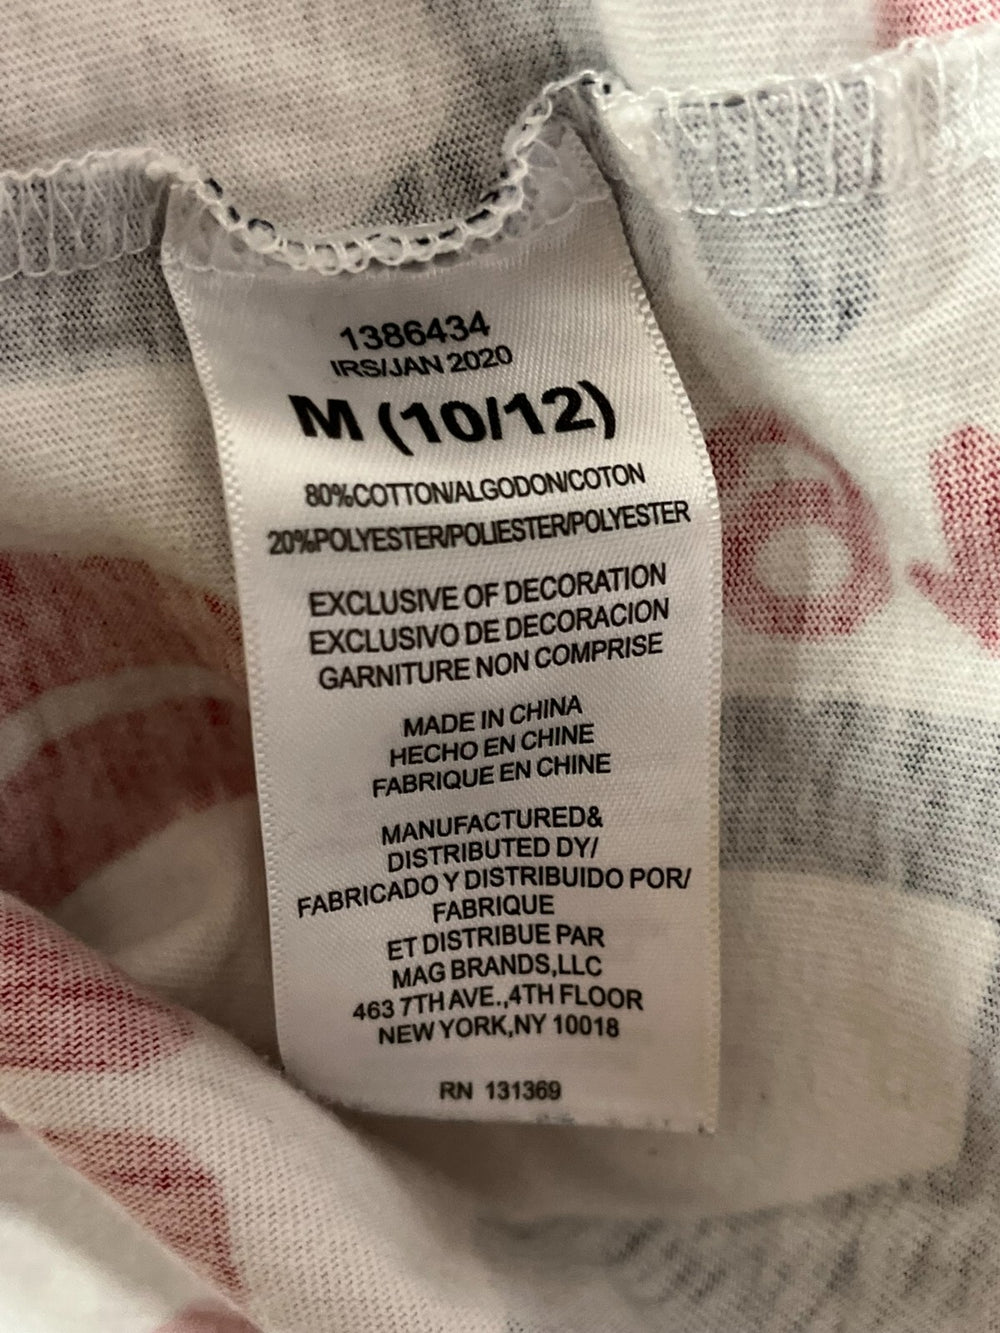 1386434
IRS/JAN 2020
M (10/12)
80%COTTON/ALGODON/COTON
20%POLYESTER/POLIESTER/POLYESTER
EXCLUSIVE OF DECORATION
EXCLUSIVO DE DECORACION
GARNITURE NON COMPRISE
MADE IN CHINA
HECHO EN CHINE
FABRIQUE EN CHINE
MANUFACTURED&
DISTRIBUTED DY/
FABRICADO Y DISTRIBUIDO POR/
FABRIQUE
ET DISTRIBUE PAR
MAG BRANDS,LLC
463 7TH AVE.,4TH FLOOR
NEW YORK,NY 10018
RN 131369